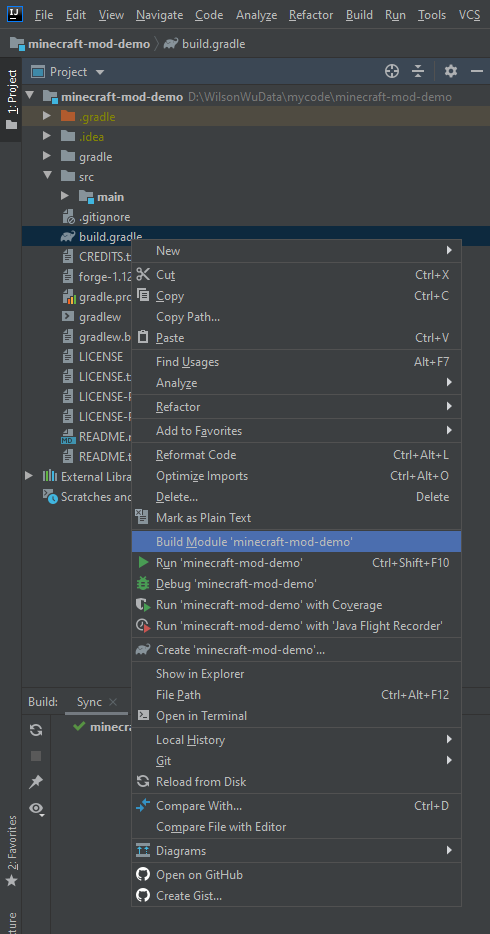 IJ File Edit View Navigate Code Analyze Refactor Build Run Tools VCS
minecraft-mod-demo build.gradle
1: Project
Project
minecraft-mod-demo D:\WilsonWuData\mycode\minecraft-mod-demo
.gradle
.idea
gradle
src
main
.gitignore
build.gradle
New
CREDITS.t
Cut Ctrl+X
forge-1.12
Copy Ctrl+C
gradle.pro
Copy Path...
gradlew
Paste Ctrl+V
gradlew.b
Find Usages Alt+F7
LICENSE
Analyze
LICENSE.t
LICENSE-
Refactor
LICENSE-
Add to Favorites
README.
MD
Reformat Code Ctrl+Alt+L
README.t
Optimize Imports Ctrl+Alt+O
External Libra
Delete... Delete
Scratches and
Mark as Plain Text
Build Module 'minecraft-mod-demo'
Run 'minecraft-mod-demo' Ctrl+Shift+F10
Debug 'minecraft-mod-demo'
Run 'minecraft-mod-demo' with Coverage
Run 'minecraft-mod-demo' with 'Java Flight Recorder'
Create 'minecraft-mod-demo'...
Show in Explorer
File Path Ctrl+Alt+F12
Open in Terminal
Local History
Git
Reload from Disk
Compare With... Ctrl+D
Compare File with Editor
Diagrams
Open on GitHub
Create Gist...
Build: Sync
minecra
2: Favorites
cture